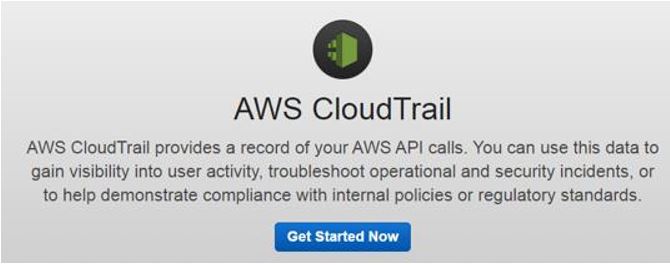 AWS CloudTrail
AWS CloudTrail provides a record of your AWS API calls. You can use this data to
gain visibility into user activity, troubleshoot operational and security incidents, or
to help demonstrate compliance with internal policies or regulatory standards.
Get Started Now